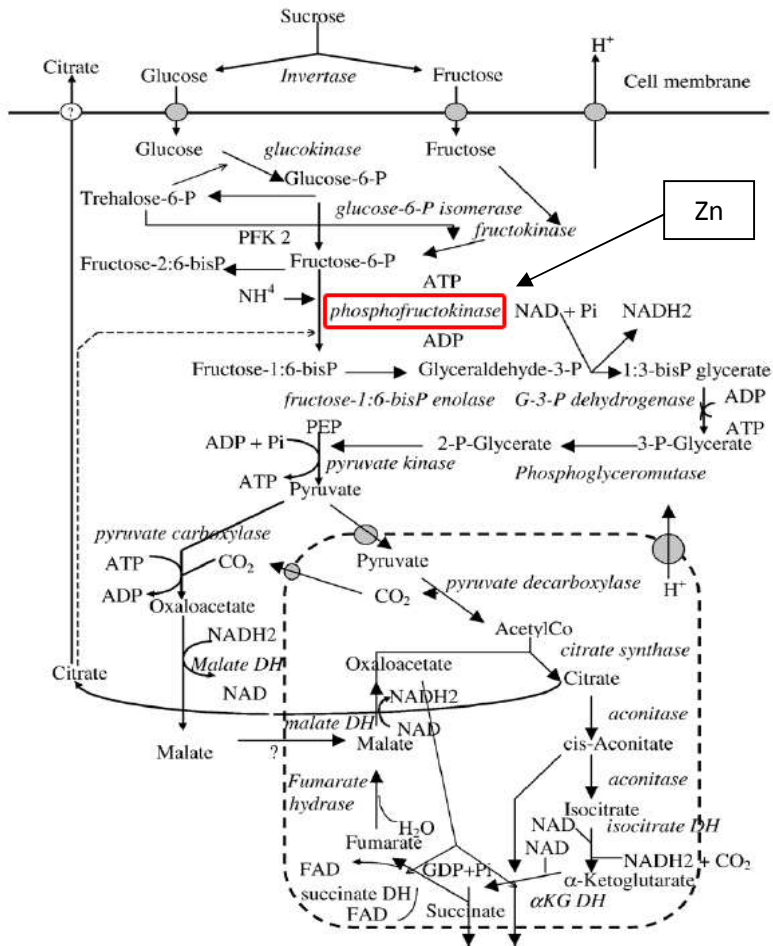 Sucrose
Citrate
Glucose
Invertase
Fructose
H+
Cell membrane
?
Glucose
glucokinase
Fructose
Glucose-6-P
Trehalose-6-P
glucose-6-P isomerase
Zn
PFK 2
fructokinase
Fructose-2:6-bisP
Fructose-6-P
ATP
NH4
phosphofructokinase
NAD + Pi
NADH2
ADP
Fructose-1:6-bisP
Glyceraldehyde-3-P
1:3-bisP glycerate
fructose-1:6-bisP enolase
G-3-P dehydrogenase
ADP
ATP
PEP
ADP + Pi
2-P-Glycerate
3-P-Glycerate
pyruvate kinase
Phosphoglyceromutase
ATP
Pyruvate
pyruvate carboxylase
ATP
CO2
Pyruvate
ADP
CO2
pyruvate decarboxylase
H+
Oxaloacetate
AcetylCo
NADH2
Malate DH
Oxaloacetate
citrate synthase
Citrate
NAD
NADH2
Citrate
malate DH
NAD
aconitase
Malate
?
Malate
cis-Aconitate
Fumarate
hydrase
aconitase
Isocitrate
NAD
isocitrate DH
H2O
NAD
Fumarate
NADH2 + CO2
FAD
GDP+Pi
α-Ketoglutarate
succinate DH
αKG DH
FAD
Succinate